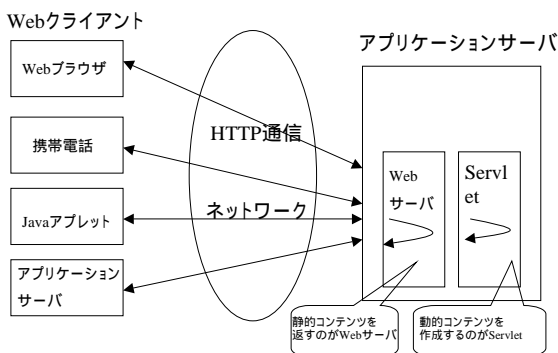 Webクライアント
アプリケーションサーバ
Webブラウザ
携帯電話
Javaアプレット
アプリケーション
サーバ
HTTP通信
ネットワーク
Web
サーバ
Servl
et
静的コンテンツを
返すのがWebサーバ
動的コンテンツを
作成するのがServlet